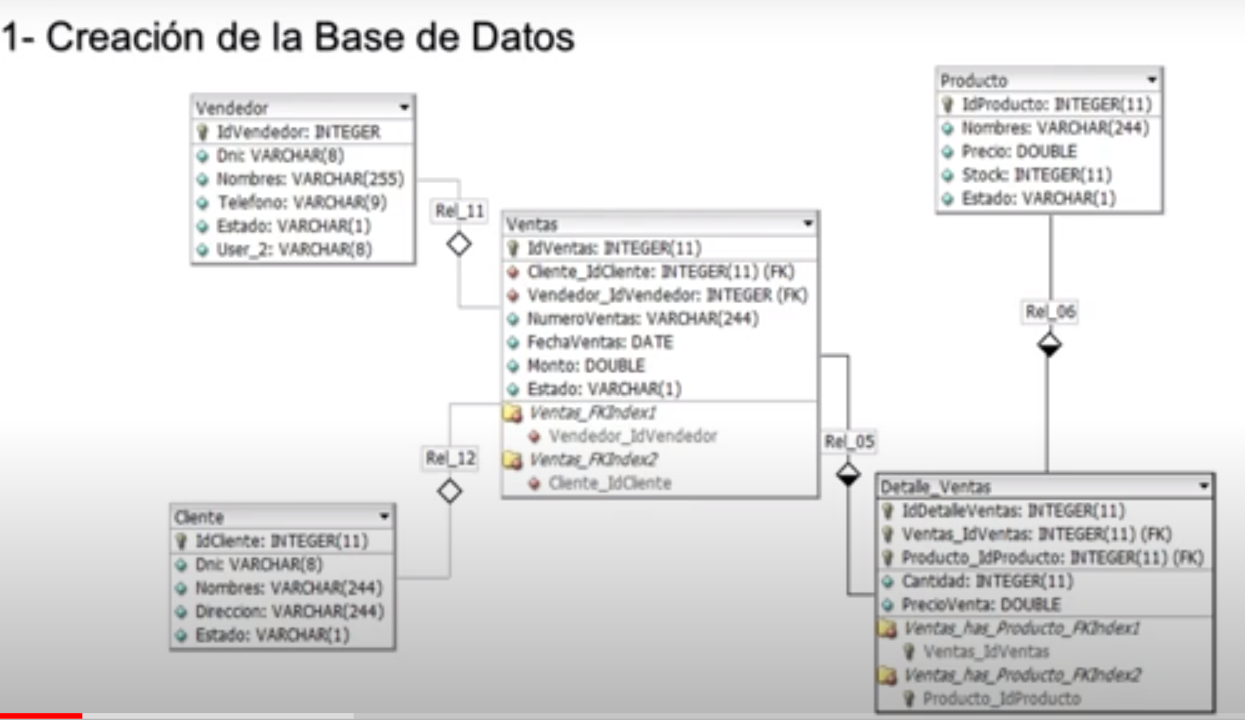 1- Creación de la Base de Datos
Vendedor
IdVendedor: INTEGER
Dni: VARCHAR(8)
Nombres: VARCHAR(255)
Telefono: VARCHAR(9)
Estado: VARCHAR(1)
User_2: VARCHAR(8)
Rel_11
Ventas
IdVentas: INTEGER(11)
Cliente_IdCliente: INTEGER(11) (FK)
Vendedor_IdVendedor: INTEGER (FK)
NumeroVentas: VARCHAR(244)
FechaVentas: DATE
Monto: DOUBLE
Estado: VARCHAR(1)
Ventas_FKIndex1
Vendedor_IdVendedor
Ventas_FKIndex2
Cliente_IdCliente
Rel_12
Cliente
IdCliente: INTEGER(11)
Dni: VARCHAR(8)
Nombres: VARCHAR(244)
Direccion: VARCHAR(244)
Estado: VARCHAR(1)
Producto
IdProducto: INTEGER(11)
Nombres: VARCHAR(244)
Precio: DOUBLE
Stock: INTEGER(11)
Estado: VARCHAR(1)
Rel_06
Rel_05
Detalle_Ventas
IdDetalleVentas: INTEGER(11)
Ventas_IdVentas: INTEGER(11) (FK)
Producto_IdProducto: INTEGER(11) (FK)
Cantidad: INTEGER(11)
PrecioVenta: DOUBLE
Ventas_has_Producto_FKIndex1
Ventas_IdVentas
Ventas_has_Producto_FKIndex2
Producto_IdProducto